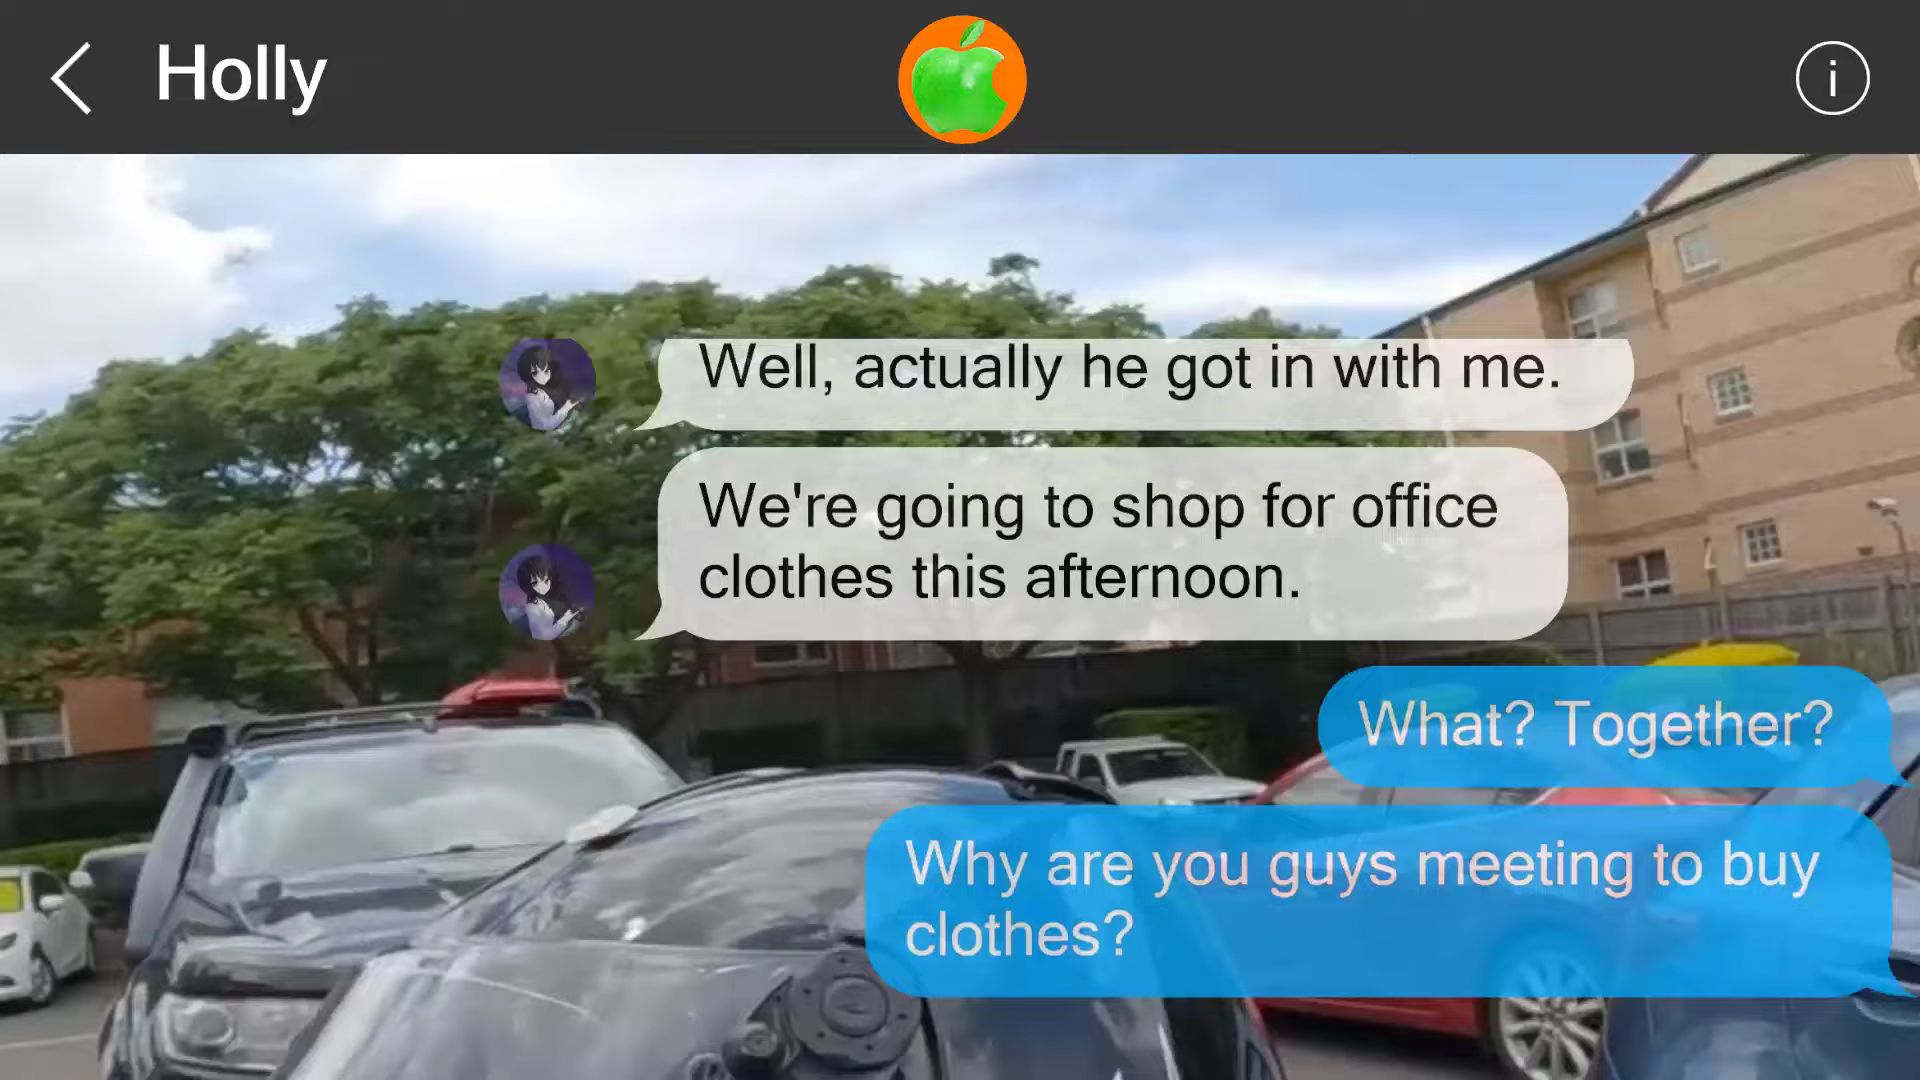 Holly
Well, actually he got in with me.
We're going to shop for office
clothes this afternoon.
What? Together?
Why are you guys meeting to buy
clothes?